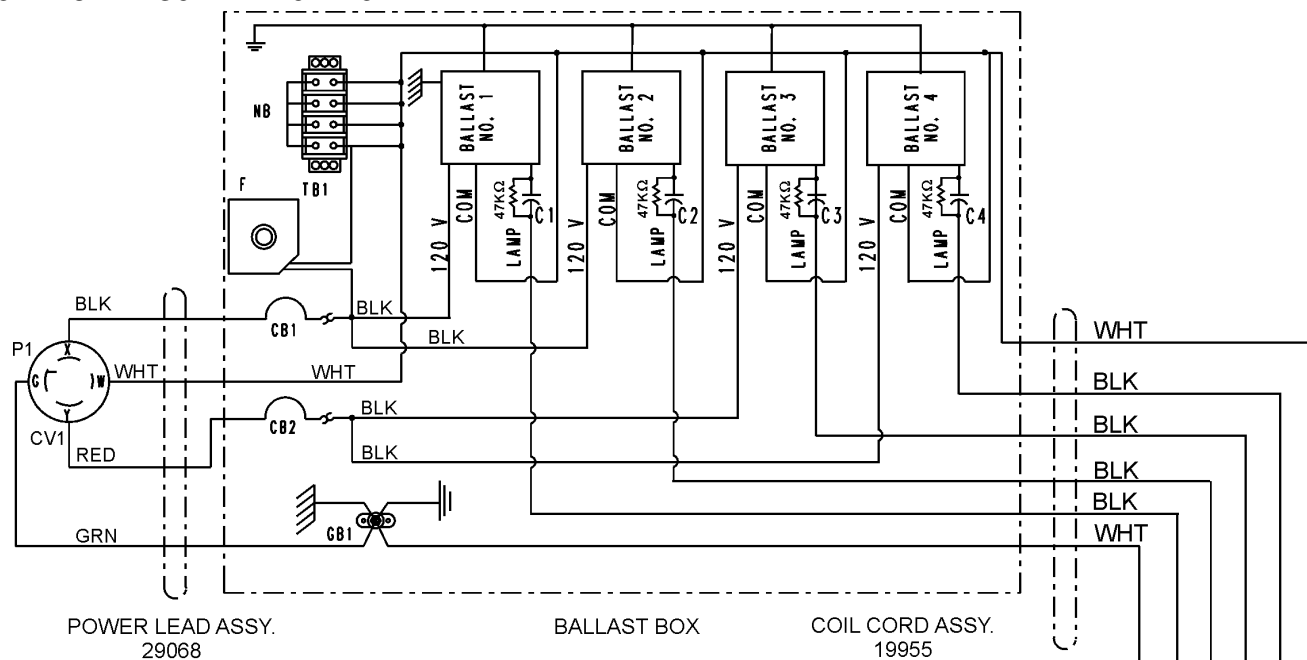 NB
TB1
F
BALLAST
NO. 1
BALLAST
NO. 2
BALLAST
NO. 3
BALLAST
NO. 4
120 V
COM
47KΩ
LAMP
C1
120 V
COM
47KΩ
LAMP
C2
120 V
COM
47KΩ
LAMP
C3
120 V
COM
47KΩ
LAMP
C4
BLK
CB1
BLK
BLK
P1
X
G
W
Y
WHT
WHT
CV1
RED
CB2
BLK
BLK
GRN
GB1
WHT
BLK
BLK
BLK
BLK
WHT
POWER LEAD ASSY.
29068
BALLAST BOX
COIL CORD ASSY.
19955